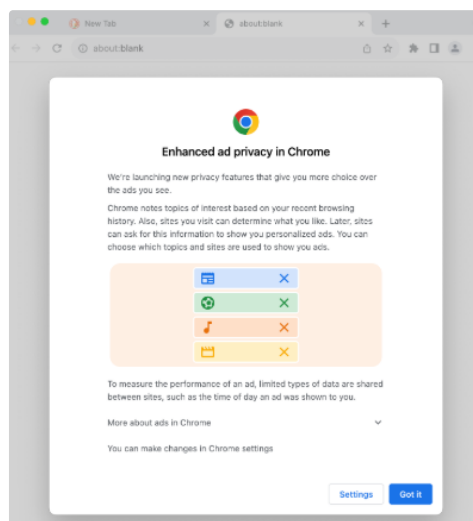 New Tab
about:blank
about:blank
Enhanced ad privacy in Chrome
We're launching new privacy features that give you more choice over
the ads you see.
Chrome notes topics of interest based on your recent browsing
history. Also, sites you visit can determine what you like. Later, sites
can ask for this information to show you personalized ads. You can
choose which topics and sites are used to show you ads.
To measure the performance of an ad, limited types of data are shared
between sites, such as the time of day an ad was shown to you.
More about ads in Chrome
You can make changes in Chrome settings
Settings
Got it